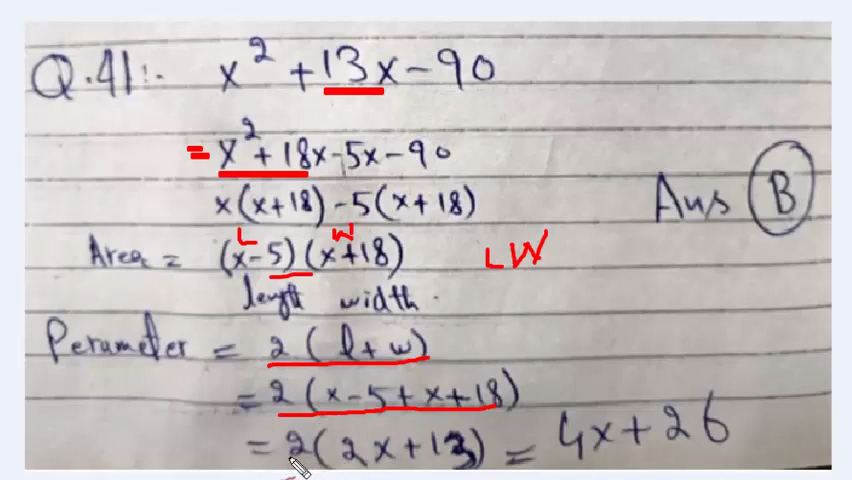 Q.41:. x² + 13x - 90
= x² + 18x - 5x - 90
x(x+18) - 5(x+18)
Aus B
L W
Area = (x-5)(x+18) LW
length width.
Perameter = 2(l+w)
= 2(x-5+x+18)
= 2(2x+13) = 4x+26